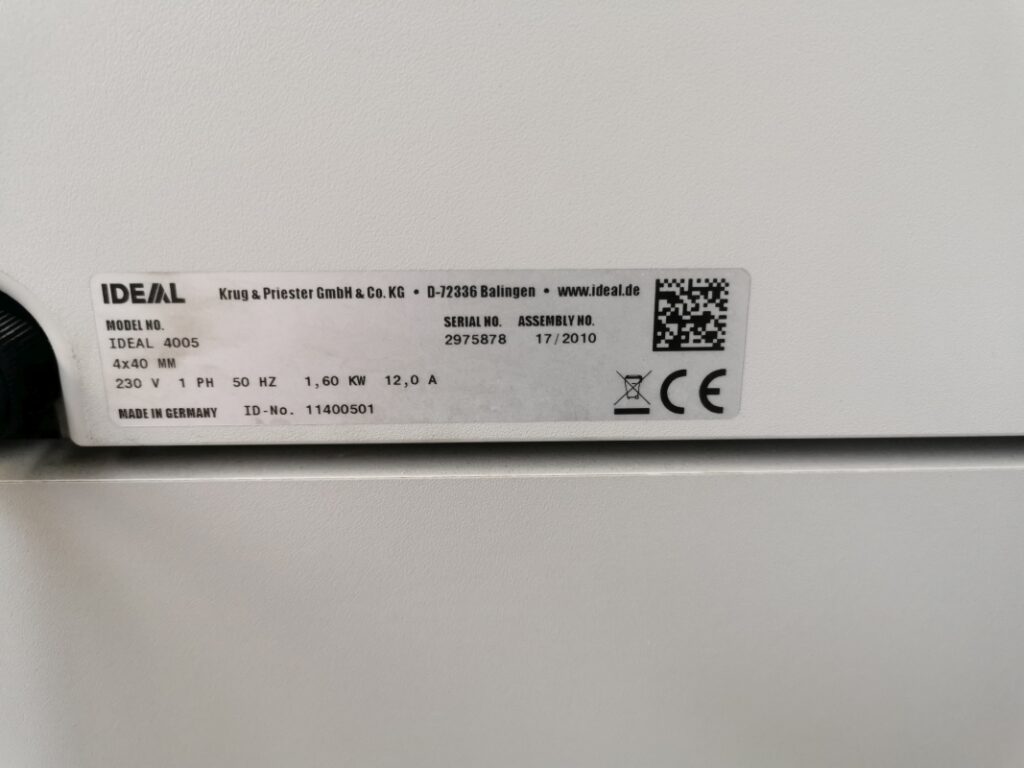 IDEAL Krug & Priester GmbH & Co. KG • D-72336 Balingen • www.ideal.de
MODEL NO. SERIAL NO. ASSEMBLY NO.
IDEAL 4005 2975878 17/2010
4x40 MM
230 V 1 PH 50 HZ 1,60 KW 12,0 A
MADE IN GERMANY ID-No. 11400501
CE